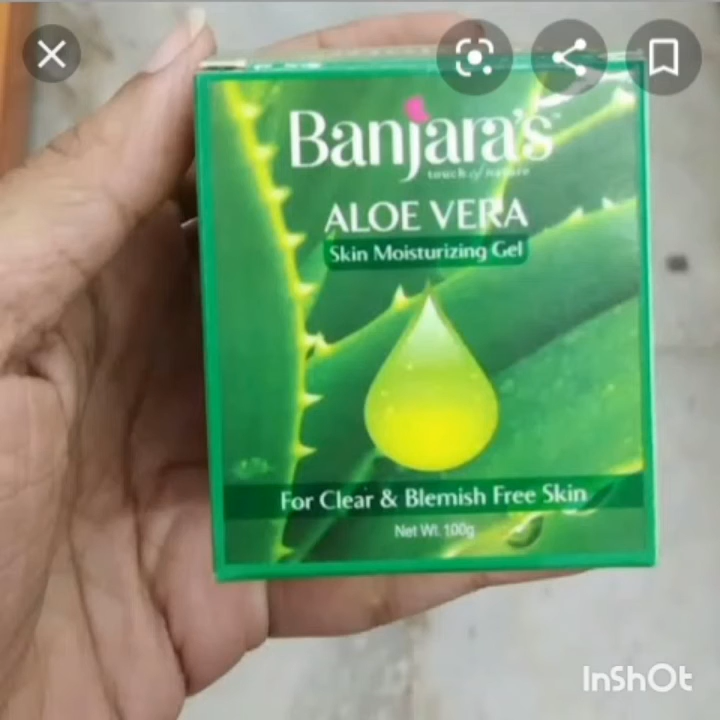 Banjara's
touch of nature
ALOE VERA
Skin Moisturizing Gel
For Clear & Blemish Free Skin
Net Wt. 100g
InShOt